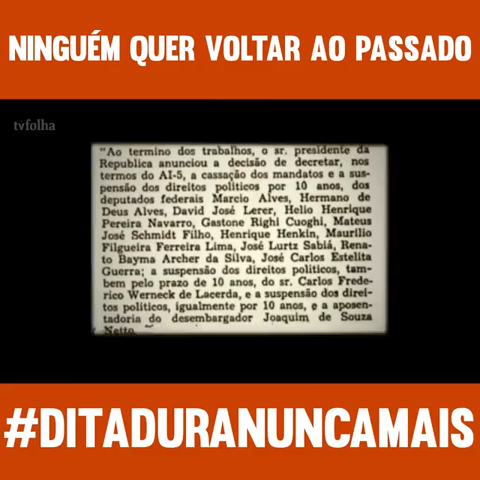 NINGUÉM QUER VOLTAR AO PASSADO
tvfolha
"Ao termino dos trabalhos, o sr. presidente da
Republica anunciou a decisão de decretar, nos
termos do AI-5, a cassação dos mandatos e a sus-
pensão dos direitos politicos por 10 anos, dos
deputados federais Marcio Alves, Hermano de
Deus Alves, David José Lerer, Helio Henrique
Pereira Navarro, Gastone Righi Cuoghi, Mateus
José Schmidt Filho, Henrique Henkin, Maurilio
Filgueira Ferreira Lima, José Lurtz Sabiá, Rena-
to Bayma Archer da Silva, José Carlos Estelita
Guerra; a suspensão dos direitos politicos, tam-
bem pelo prazo de 10 anos, do sr. Carlos Frede-
rico Werneck de Lacerda, e a suspensão dos direi-
tos politicos, igualmente por 10 anos, e a aposen-
tadoria do desembargador Joaquim de Souza
Netto.
#DITADURANUNCAMAIS